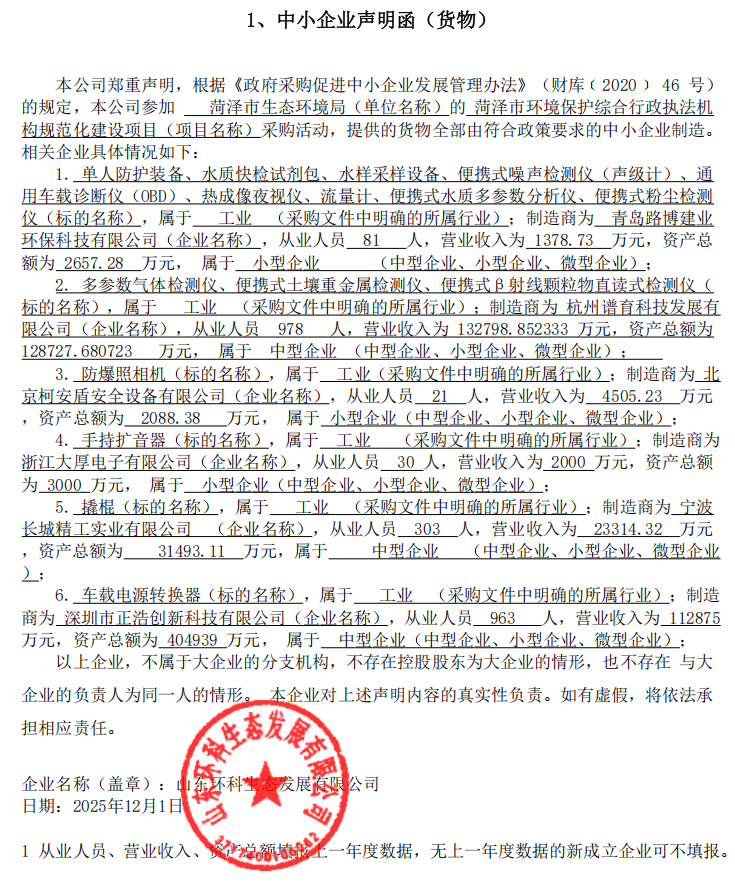 1、中小企业声明函（货物）
本公司郑重声明，根据《政府采购促进中小企业发展管理办法》（财库﹝2020﹞46 号）
的规定，本公司参加 菏泽市生态环境局（单位名称）的 菏泽市环境保护综合行政执法机
构规范化建设项目（项目名称）采购活动，提供的货物全部由符合政策要求的中小企业制造。
相关企业具体情况如下：
1. 单人防护装备、水质快检试剂包、水样采样设备、便携式噪声检测仪（声级计）、通
用车载诊断仪（OBD）、热成像夜视仪、流量计、便携式水质多参数分析仪、便携式粉尘检测
仪（标的名称），属于 工业 （采购文件中明确的所属行业）；制造商为 青岛路博建业
环保科技有限公司（企业名称），从业人员 81 人，营业收入为 1378.73 万元，资产总
额为 2657.28 万元， 属于 小型企业 （中型企业、小型企业、微型企业）；
2. 多参数气体检测仪、便携式土壤重金属检测仪、便携式β射线颗粒物直读式检测仪（
标的名称），属于 工业 （采购文件中明确的所属行业）；制造商为 杭州谱育科技发展有
限公司（企业名称），从业人员 978 人，营业收入为 132798.852333 万元，资产总额为
128727.680723 万元， 属于 中型企业 （中型企业、小型企业、微型企业）；
3. 防爆照相机（标的名称），属于 工业（采购文件中明确的所属行业）；制造商为 北
京柯安盾安全设备有限公司（企业名称），从业人员 21 人，营业收入为 4505.23 万元
，资产总额为 2088.38 万元， 属于 小型企业（中型企业、小型企业、微型企业）；
4. 手持扩音器（标的名称），属于 工业 （采购文件中明确的所属行业）；制造商为
浙江大厚电子有限公司（企业名称），从业人员 30 人，营业收入为 2000 万元，资产总额
为 3000 万元， 属于 小型企业（中型企业、小型企业、微型企业）；
5. 撬棍（标的名称），属于 工业 （采购文件中明确的所属行业）；制造商为 宁波
长城精工实业有限公司 （企业名称），从业人员 303 人，营业收入为 23314.32 万元
，资产总额为 31493.11 万元，属于 中型企业 （中型企业、小型企业、微型企业
）；
6. 车载电源转换器（标的名称），属于 工业 （采购文件中明确的所属行业）；制造
商为 深圳市正浩创新科技有限公司（企业名称），从业人员 963 人，营业收入为 112875
万元，资产总额为 404939 万元， 属于 中型企业（中型企业、小型企业、微型企业）；
以上企业，不属于大企业的分支机构，不存在控股股东为大企业的情形，也不存在 与大
企业的负责人为同一人的情形。 本企业对上述声明内容的真实性负责。如有虚假，将依法承
担相应责任。
企业名称（盖章）：山东环科生态发展有限公司
日期：2025年12月1日
山东环科生态发展有限公司
1 从业人员、营业收入、资产总额填报上一年度数据，无上一年度数据的新成立企业可不填报。